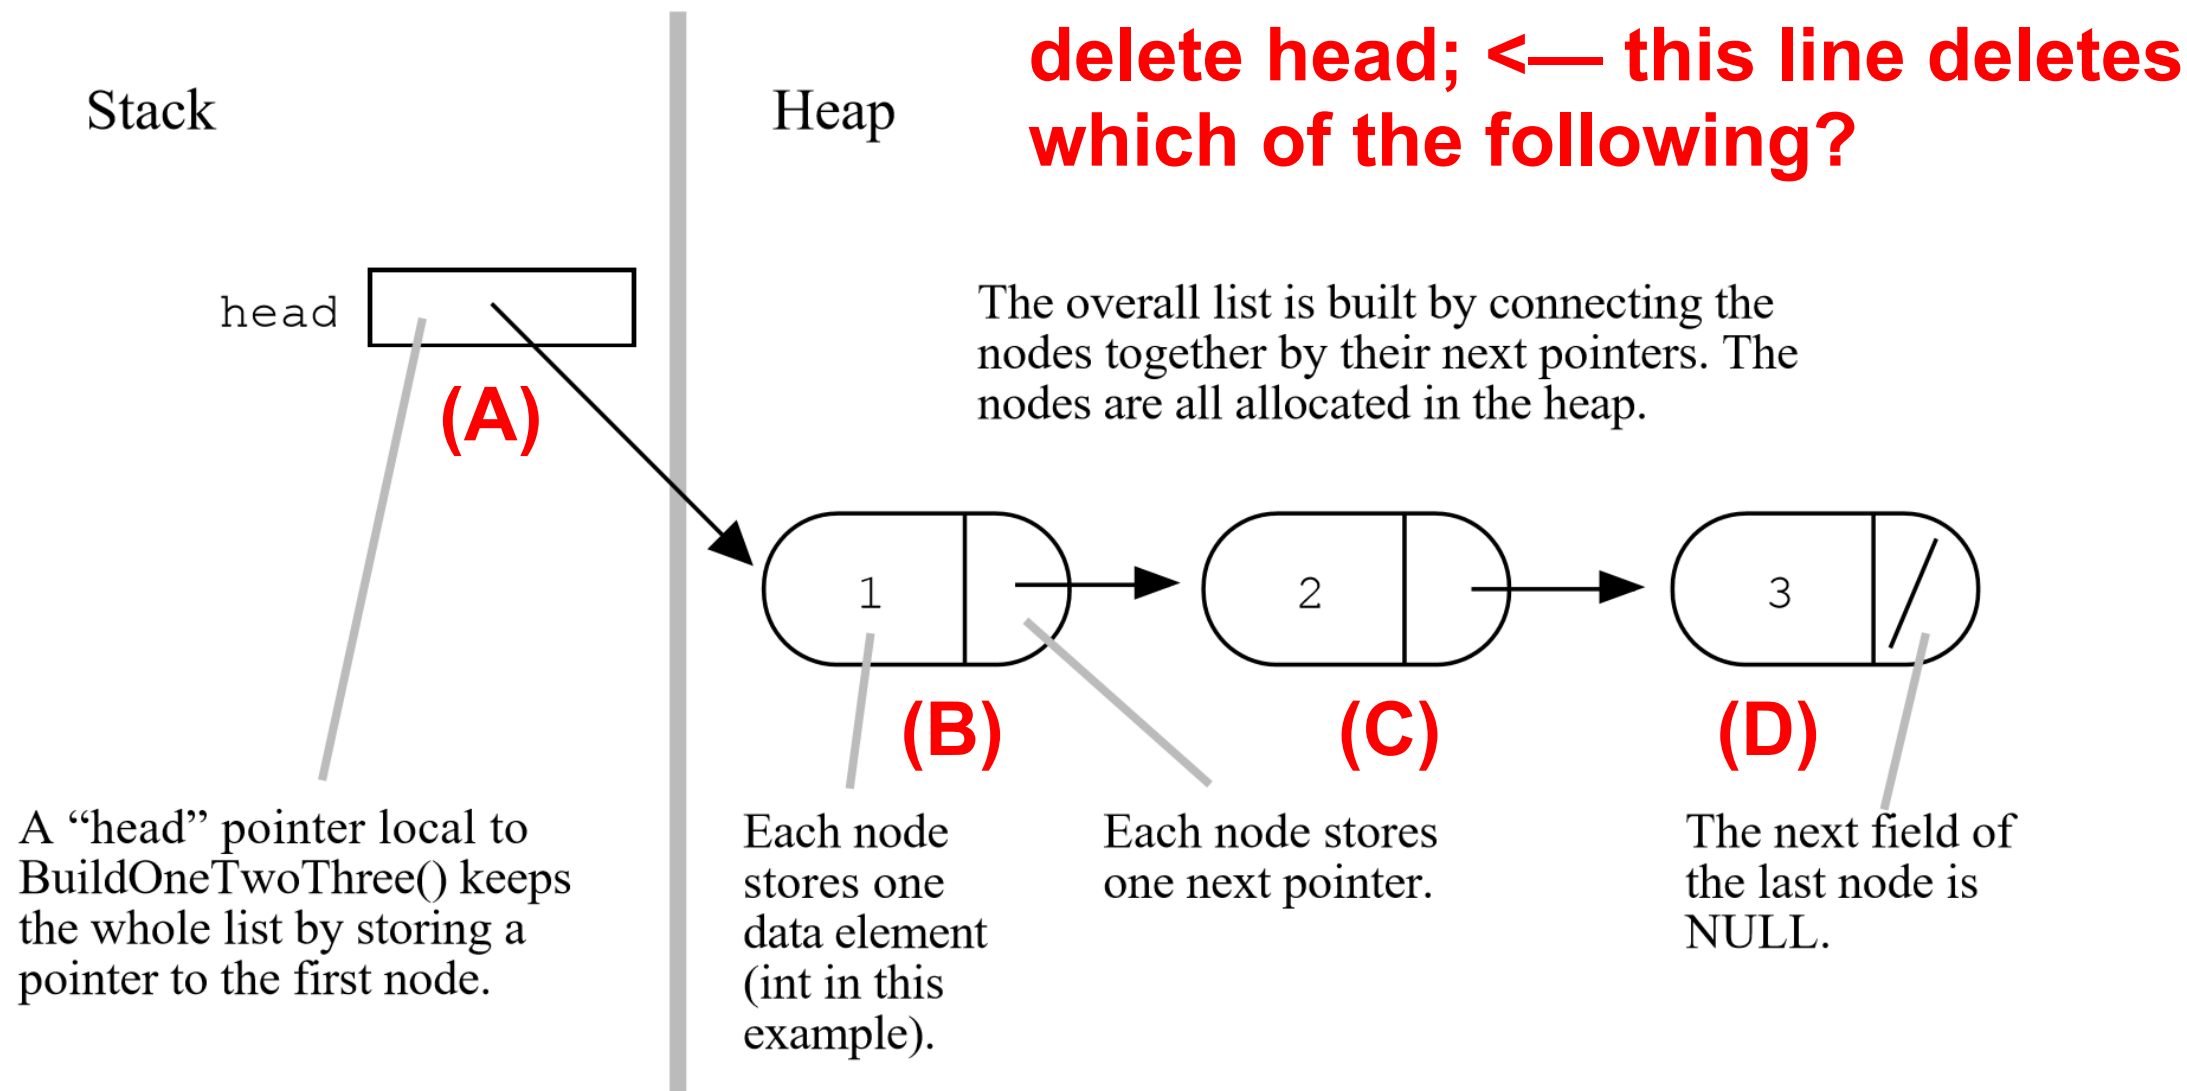 delete head; <— this line deletes
which of the following?
Stack
Heap
head
(A)
The overall list is built by connecting the
nodes together by their next pointers. The
nodes are all allocated in the heap.
1
2
3
(B)
(C)
(D)
A “head” pointer local to
BuildOneTwoThree() keeps
the whole list by storing a
pointer to the first node.
Each node
stores one
data element
(int in this
example).
Each node stores
one next pointer.
The next field of
the last node is
NULL.